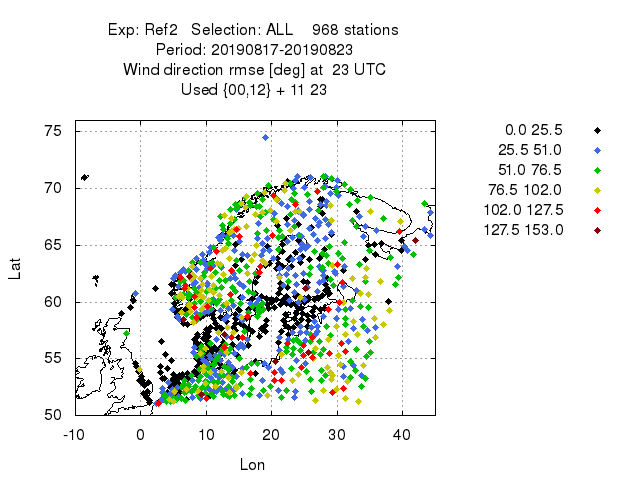 Exp: Ref2 Selection: ALL 968 stations
Period: 20190817-20190823
Wind direction rmse [deg] at 23 UTC
Used {00,12} + 11 23
0.0 25.5
25.5 51.0
51.0 76.5
76.5 102.0
102.0 127.5
127.5 153.0
75
70
65
60
55
50
Lat
-10 0 10 20 30 40
Lon